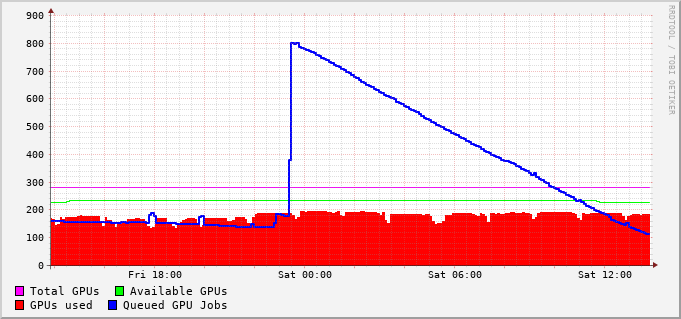 900
800
700
600
500
400
300
200
100
0
Fri 18:00 Sat 00:00 Sat 06:00 Sat 12:00
Total GPUs Available GPUs
GPUs used Queued GPU Jobs
RRDTOOL / TOBI OETIKER